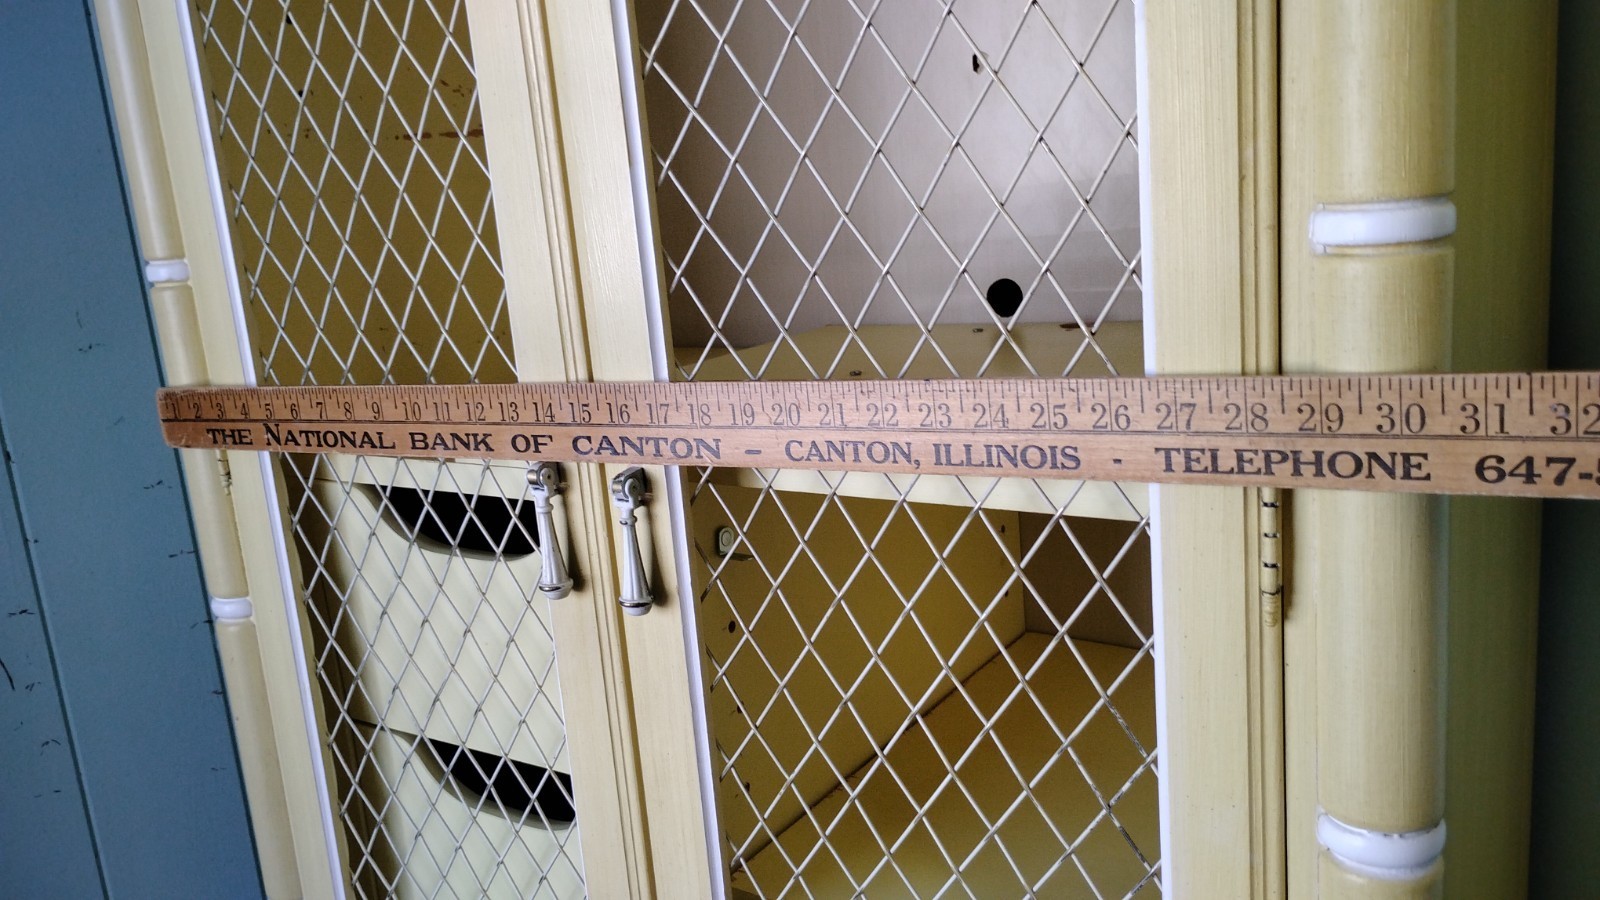 1 2 3 4 5 6 7 8 9 10 11 12 13 14 15 16 17 18 19 20 21 22 23 24 25 26 27 28 29 30 31 32
THE NATIONAL BANK OF CANTON - CANTON, ILLINOIS - TELEPHONE 647-